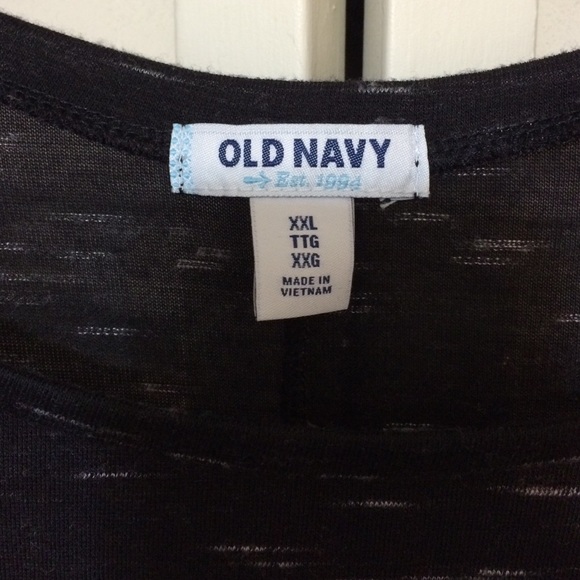 OLD NAVY
Est. 1994
XXL
TTG
XXG
MADE IN
VIETNAM